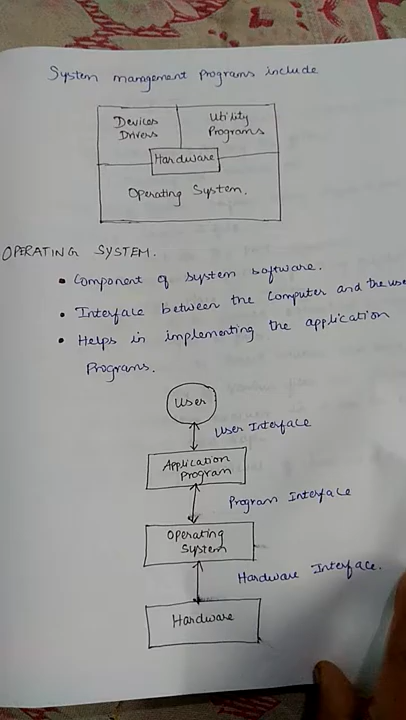 System management programs include
Devices Utility
Drivers Programs
Hardware
Operating System.
OPERATING SYSTEM.
• Component of system software.
• Interface between the computer and the use
• Helps in implementing the application
Programs.
User
User Interface
Application
Program
Program Interface
Operating
System
Hardware Interface.
Hardware